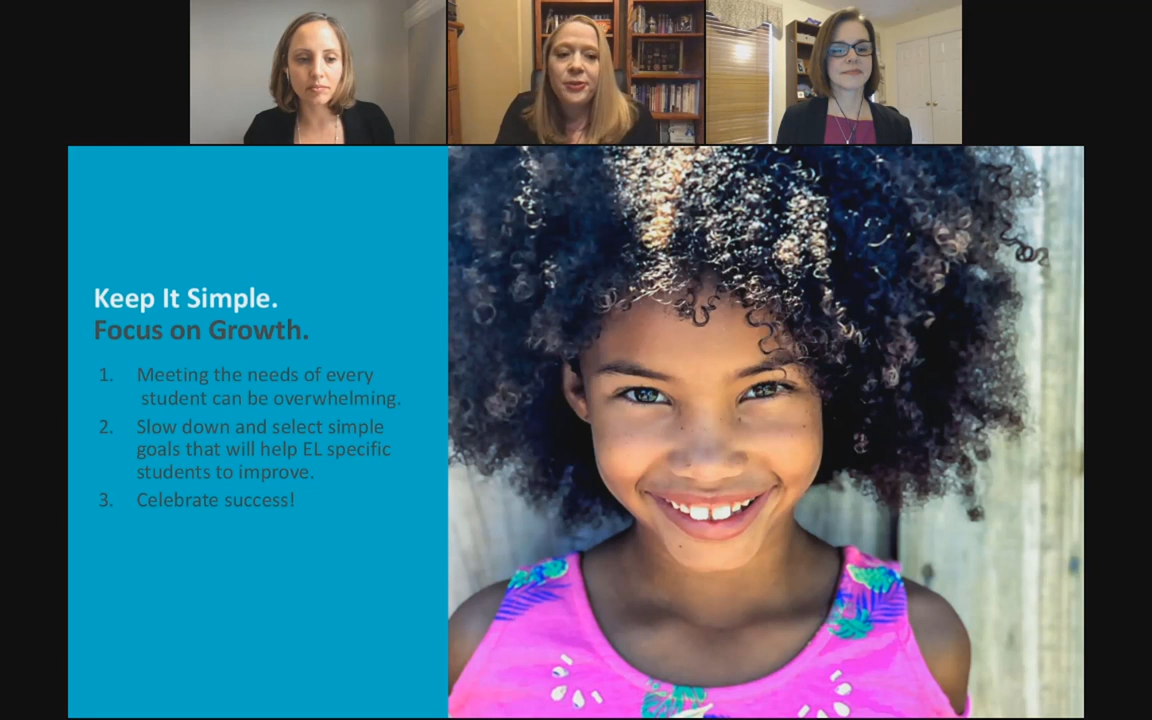 Keep It Simple.
Focus on Growth.
1. Meeting the needs of every
student can be overwhelming.
2. Slow down and select simple
goals that will help EL specific
students to improve.
3. Celebrate success!